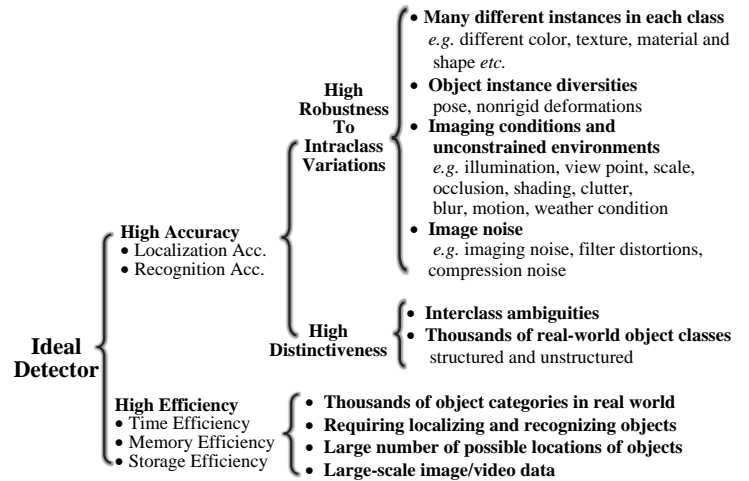 Ideal
Detector
High Accuracy
• Localization Acc.
• Recognition Acc.
High
Robustness
To
Intraclass
Variations
• Many different instances in each class
e.g. different color, texture, material and
shape etc.
• Object instance diversities
pose, nonrigid deformations
• Imaging conditions and
unconstrained environments
e.g. illumination, view point, scale,
occlusion, shading, clutter,
blur, motion, weather condition
• Image noise
e.g. imaging noise, filter distortions,
compression noise
High
Distinctiveness
• Interclass ambiguities
• Thousands of real-world object classes
structured and unstructured
High Efficiency
• Time Efficiency
• Memory Efficiency
• Storage Efficiency
• Thousands of object categories in real world
• Requiring localizing and recognizing objects
• Large number of possible locations of objects
• Large-scale image/video data